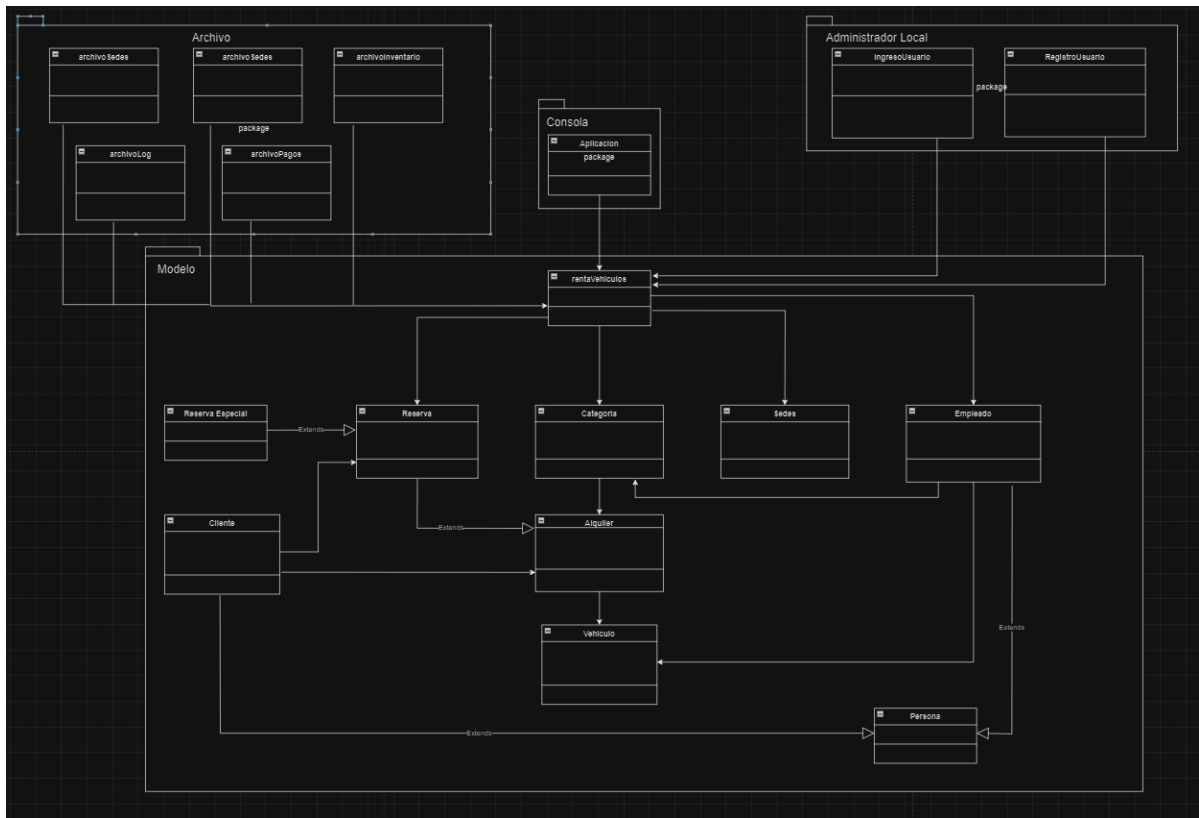 Archivo
archivoSedes
archivoSedes
archivoInventario
package
archivoLog
archivoPagos
Consola
Aplicacion
package
Administrador Local
IngresoUsuario
RegistroUsuario
package
Modelo
rentaVehiculos
Reserva Especial
Extends
Reserva
Categoria
Sedes
Empleado
Cliente
Extends
Alquiler
Vehiculo
Extends
Extends
Persona